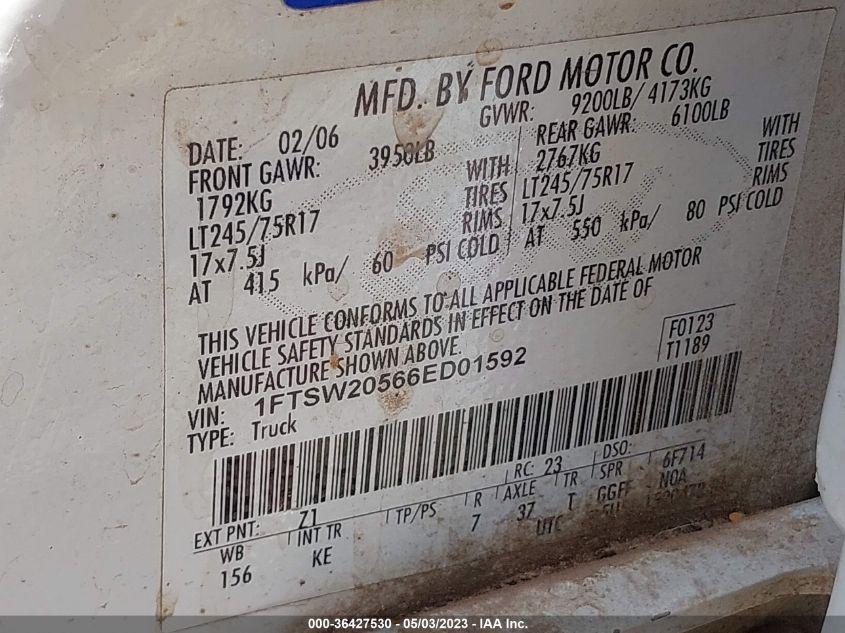 MFD. BY FORD MOTOR CO.
DATE: 02/06 GVWR: 9200LB/ 4173KG
FRONT GAWR: 3950LB REAR GAWR: 6100LB
1792KG WITH 2767KG WITH
LT245/75R17 TIRES LT245/75R17 TIRES
17x7.5J RIMS 17x7.5J RIMS
AT 415 kPa/ 60 PSI COLD AT 550 kPa/ 80 PSI COLD
THIS VEHICLE CONFORMS TO ALL APPLICABLE FEDERAL MOTOR
VEHICLE SAFETY STANDARDS IN EFFECT ON THE DATE OF
MANUFACTURE SHOWN ABOVE.
F0123
T1189
VIN: 1FTSW20566ED01592
TYPE: Truck
EXT PNT: Z1 RC: 23 DSO: 6F714
WB INT TR TP/PS R AXLE TR SPR NOA
156 KE 7 37 T GGFF
UTC
000-36427530 - 05/03/2023 - IAA Inc.